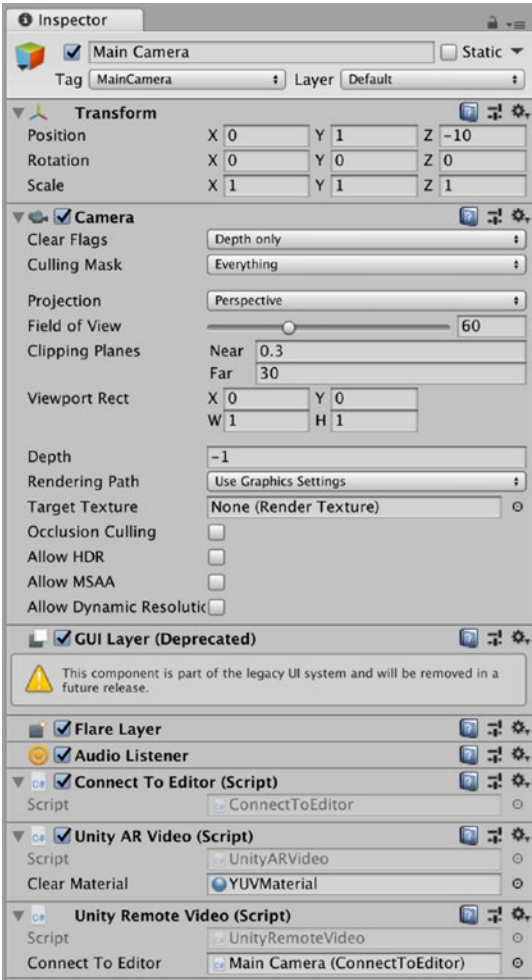 Inspector
Main Camera Static
Tag MainCamera Layer Default
Transform
Position X 0 Y 1 Z -10
Rotation X 0 Y 0 Z 0
Scale X 1 Y 1 Z 1
Camera
Clear Flags Depth only
Culling Mask Everything
Projection Perspective
Field of View 60
Clipping Planes Near 0.3
Far 30
Viewport Rect X 0 Y 0
W 1 H 1
Depth -1
Rendering Path Use Graphics Settings
Target Texture None (Render Texture)
Occlusion Culling
Allow HDR
Allow MSAA
Allow Dynamic Resolutic
GUI Layer (Deprecated)
This component is part of the legacy UI system and will be removed in a
future release.
Flare Layer
Audio Listener
C# Connect To Editor (Script)
Script ConnectToEditor
C# Unity AR Video (Script)
Script UnityARVideo
Clear Material YUVMaterial
C# Unity Remote Video (Script)
Script UnityRemoteVideo
Connect To Editor Main Camera (ConnectToEditor)